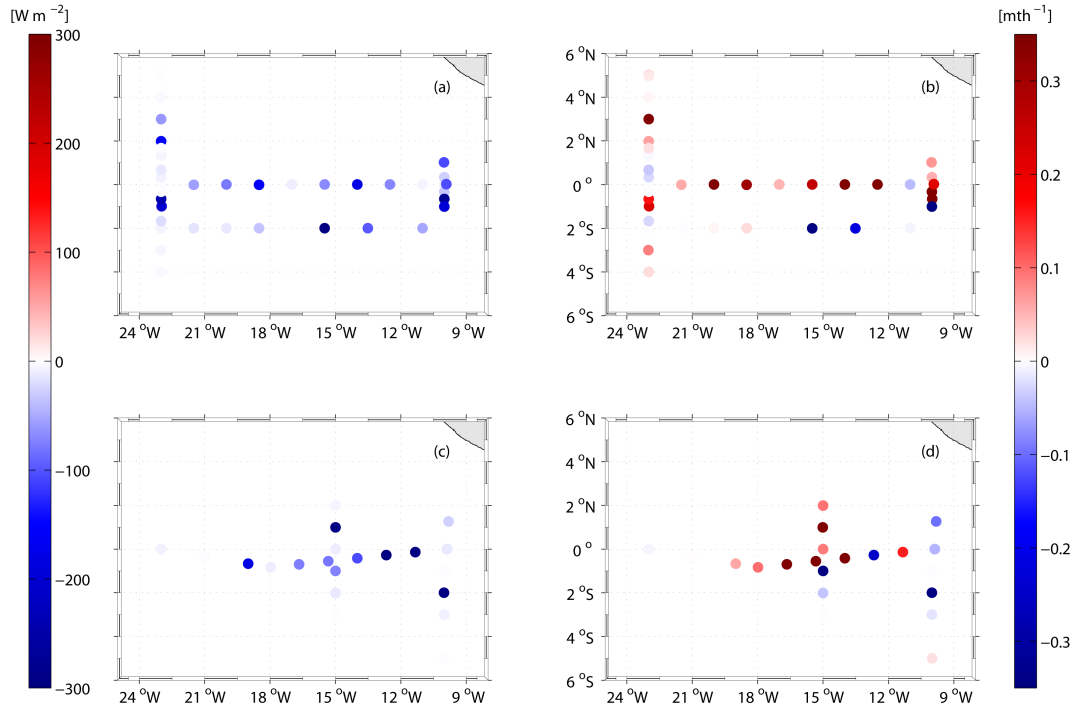 [W m⁻²]
300
200
100
0
−100
−200
−300
(a)
24 °W 21 °W 18 °W 15 °W 12 °W 9 °W
(b)
6 °N
4 °N
2 °N
0 °
2 °S
4 °S
6 °S
24 °W 21 °W 18 °W 15 °W 12 °W 9 °W
[mth⁻¹]
0.3
0.2
0.1
0
−0.1
−0.2
−0.3
(c)
24 °W 21 °W 18 °W 15 °W 12 °W 9 °W
(d)
6 °N
4 °N
2 °N
0 °
2 °S
4 °S
6 °S
24 °W 21 °W 18 °W 15 °W 12 °W 9 °W